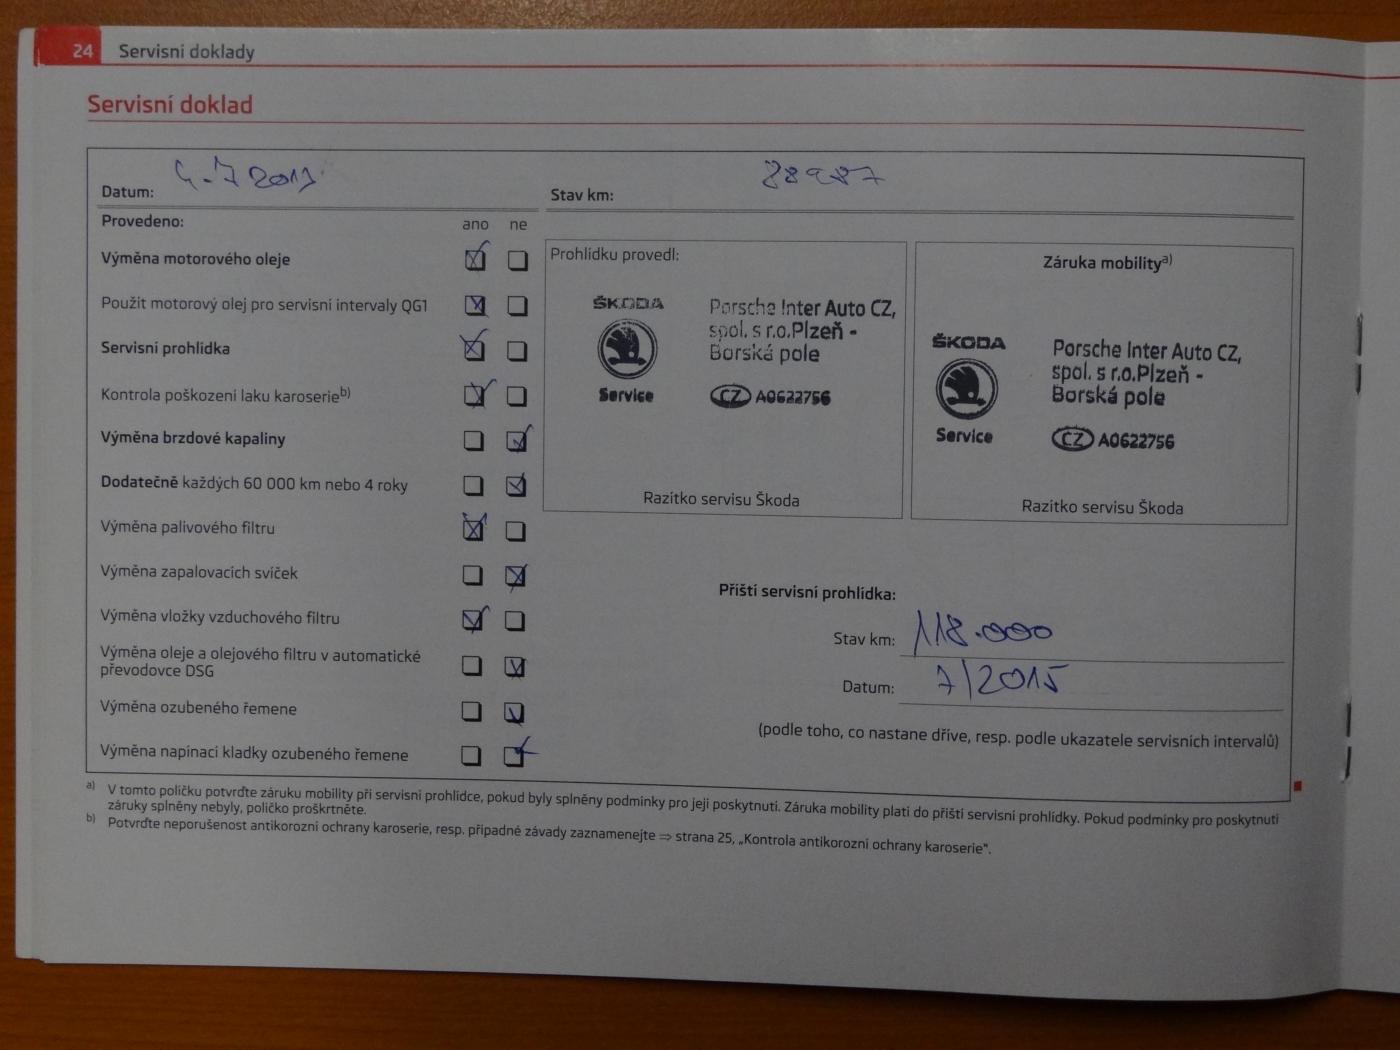 24 Servisní doklady
Servisní doklad
Datum: 4.7 2013
Stav km: 88987
Provedeno: ano ne
Výměna motorového oleje
Použit motorový olej pro servisní intervaly QG1
Servisní prohlídka
Kontrola poškození laku karoserie b)
Výměna brzdové kapaliny
Dodatečně každých 60 000 km nebo 4 roky
Výměna palivového filtru
Výměna zapalovacích svíček
Výměna vložky vzduchového filtru
Výměna oleje a olejového filtru v automatické
převodovce DSG
Výměna ozubeného řemene
Výměna napínací kladky ozubeného řemene
Prohlídku provedl:
ŠKODA
Service
Porsche Inter Auto CZ,
spol. s r.o.Plzeň -
Borská pole
CZ A0622756
Razítko servisu Škoda
Záruka mobility a)
ŠKODA
Service
Porsche Inter Auto CZ,
spol. s r.o.Plzeň -
Borská pole
CZ A0622756
Razítko servisu Škoda
Příští servisní prohlídka:
Stav km: 118.000
Datum: 7/2015
(podle toho, co nastane dříve, resp. podle ukazatele servisních intervalů)
a) V tomto políčku potvrďte záruku mobility při servisní prohlídce, pokud byly splněny podmínky pro její poskytnutí. Záruka mobility platí do příští servisní prohlídky. Pokud podmínky pro poskytnutí
záruky splněny nebyly, políčko proškrtněte.
b) Potvrďte neporušenost antikorozní ochrany karoserie, resp. případné závady zaznamenejte ⇒ strana 25, „Kontrola antikorozní ochrany karoserie“.